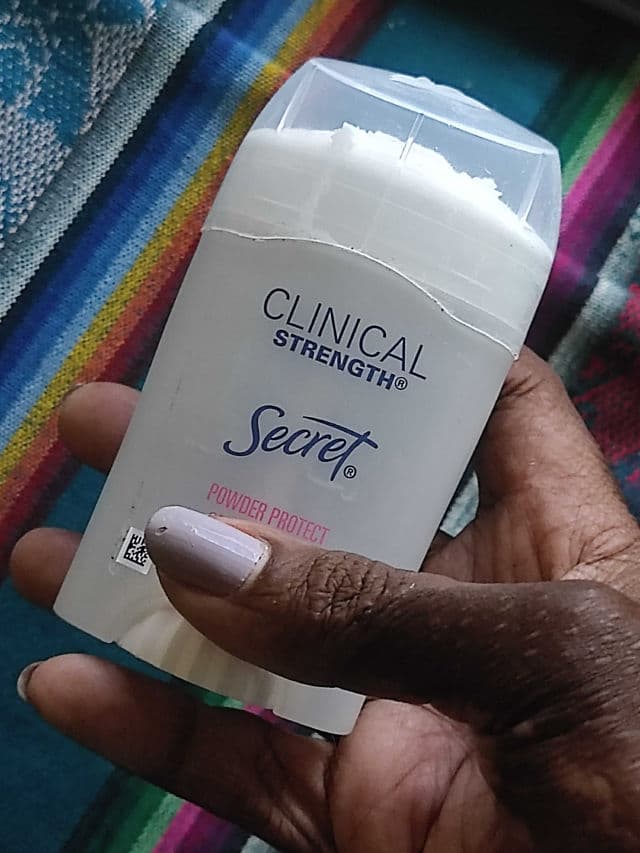 CLINICAL
STRENGTH®
Secret®
POWDER PROTECT